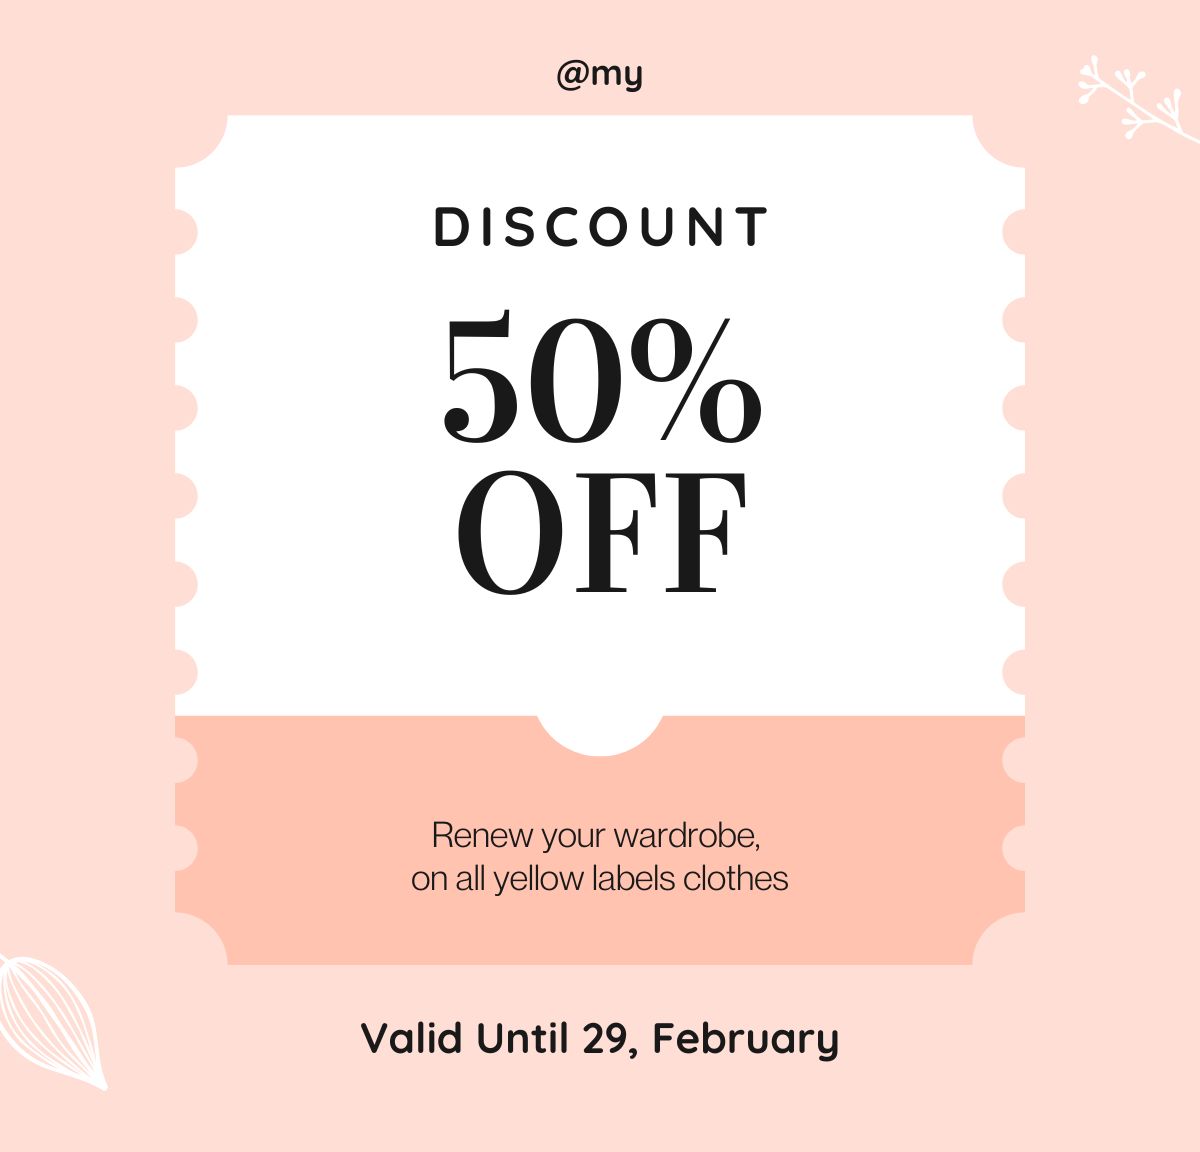 @my
DISCOUNT
50%
OFF
Renew your wardrobe,
on all yellow labels clothes
Valid Until 29, February